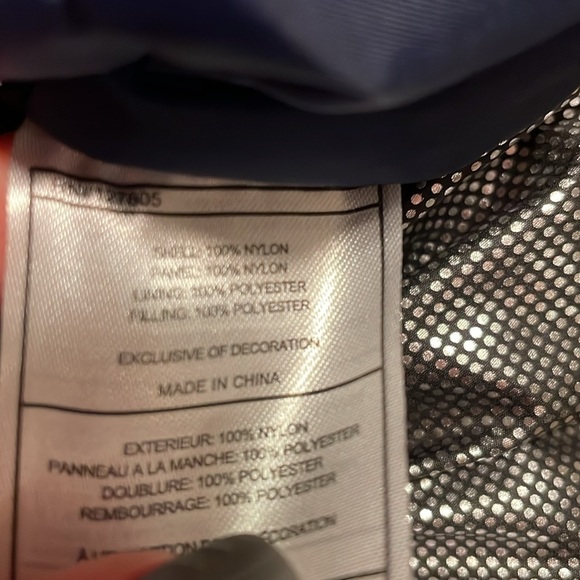 SHELL: 100% NYLON
PANEL: 100% NYLON
LINING: 100% POLYESTER
FILLING: 100% POLYESTER
EXCLUSIVE OF DECORATION
MADE IN CHINA
EXTERIEUR: 100% NYLON
PANNEAU A LA MANCHE: 100% POLYESTER
DOUBLURE: 100% POLYESTER
REMBOURRAGE: 100% POLYESTER